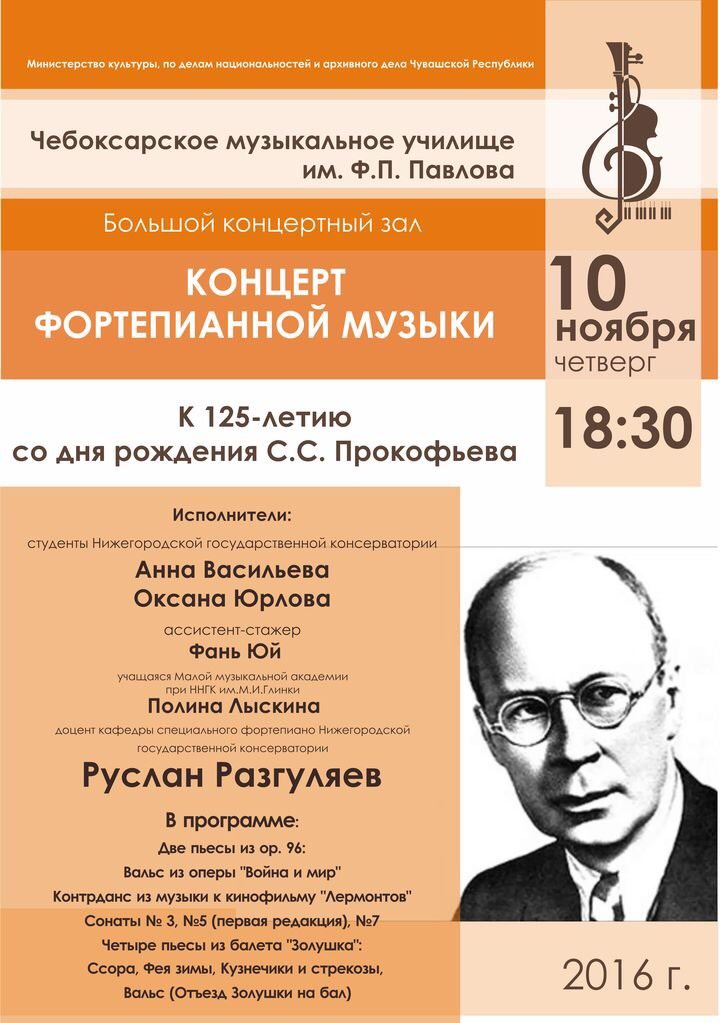 Министерство культуры, по делам национальностей и архивного дела Чувашской Республики
Чебоксарское музыкальное училище
им. Ф.П. Павлова
Большой концертный зал
КОНЦЕРТ
ФОРТЕПИАННОЙ МУЗЫКИ
10
ноября
четверг
18:30
К 125-летию
со дня рождения С.С. Прокофьева
Исполнители:
студенты Нижегородской государственной консерватории
Анна Васильева
Оксана Юрлова
ассистент-стажер
Фань Юй
учащаяся Малой музыкальной академии
при ННГК им.М.И.Глинки
Полина Лыскина
доцент кафедры специального фортепиано Нижегородской
государственной консерватории
Руслан Разгуляев
В программе:
Две пьесы из ор. 96:
Вальс из оперы "Война и мир"
Контрданс из музыки к кинофильму "Лермонтов"
Сонаты № 3, №5 (первая редакция), №7
Четыре пьесы из балета "Золушка":
Ссора, Фея зимы, Кузнечики и стрекозы,
Вальс (Отъезд Золушки на бал)
2016 г.